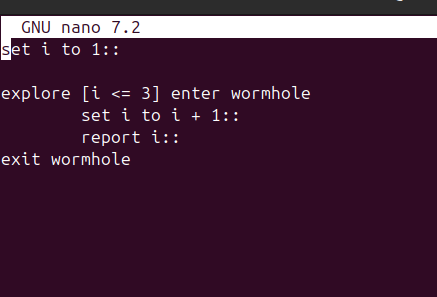 GNU nano 7.2
set i to 1::
explore [i <= 3] enter wormhole
set i to i + 1::
report i::
exit wormhole